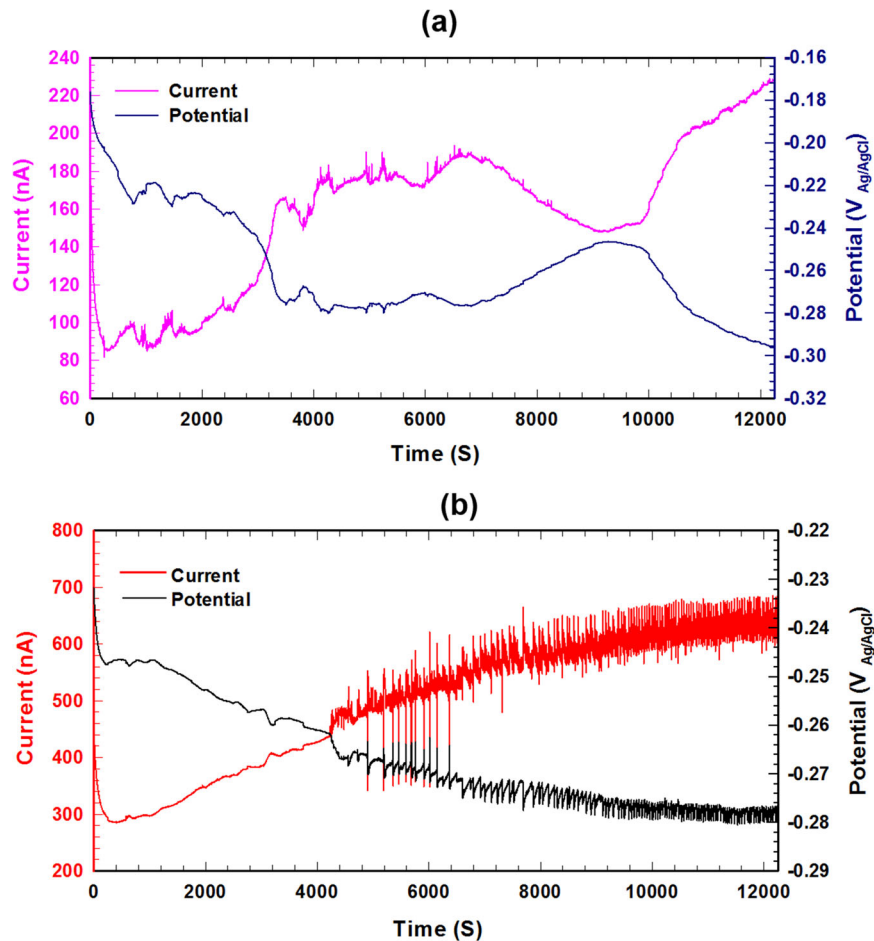 (a)
Current
Potential
240
220
200
180
160
140
120
100
80
60
Current (nA)
-0.16
-0.18
-0.20
-0.22
-0.24
-0.26
-0.28
-0.30
-0.32
Potential (V Ag/AgCl)
0 2000 4000 6000 8000 10000 12000
Time (S)
(b)
Current
Potential
800
700
600
500
400
300
200
Current (nA)
-0.22
-0.23
-0.24
-0.25
-0.26
-0.27
-0.28
-0.29
Potential (V Ag/AgCl)
0 2000 4000 6000 8000 10000 12000
Time (S)